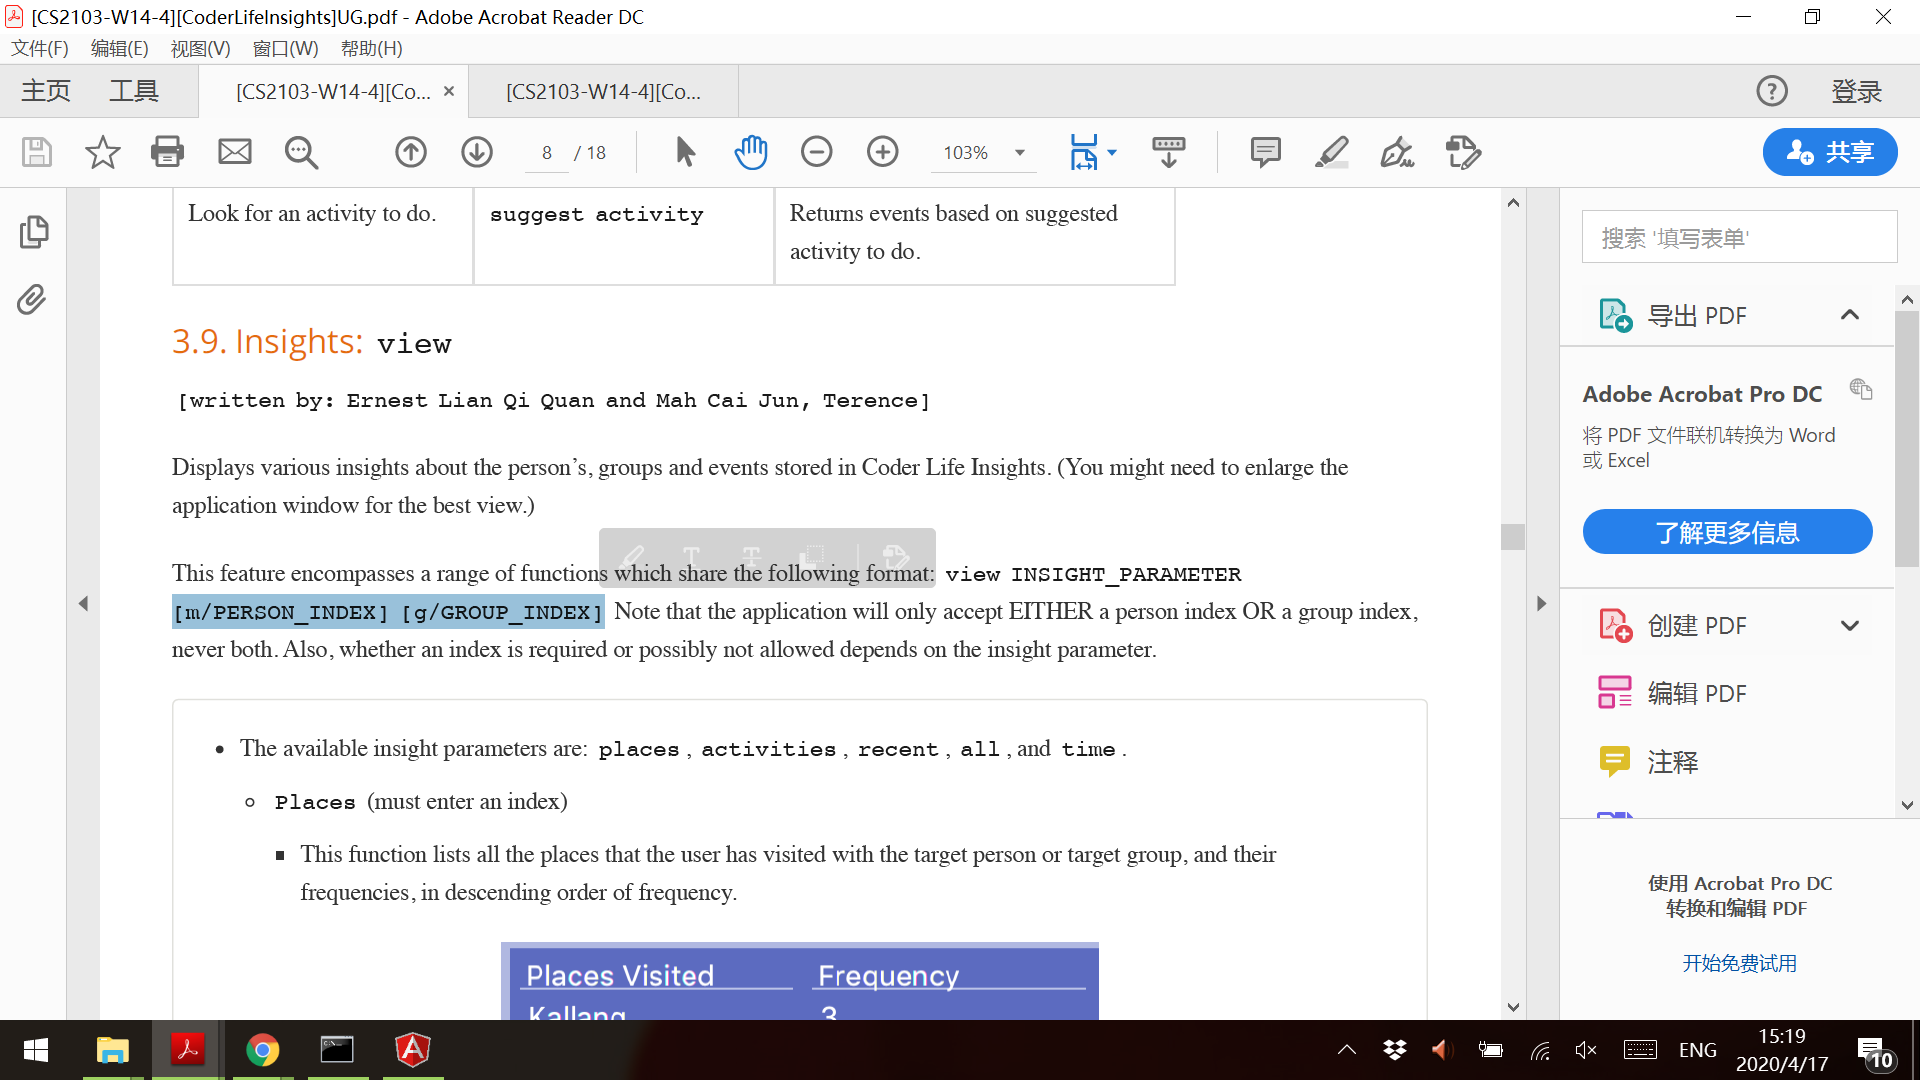 [CS2103-W14-4][CoderLifeInsights]UG.pdf - Adobe Acrobat Reader DC
文件(F) 编辑(E) 视图(V) 窗口(W) 帮助(H)
主页 工具 [CS2103-W14-4][Co... × [CS2103-W14-4][Co... 登录
8 / 18 103% 共享
Look for an activity to do. suggest activity Returns events based on suggested
activity to do.
3.9. Insights: view
[written by: Ernest Lian Qi Quan and Mah Cai Jun, Terence]
Displays various insights about the person’s, groups and events stored in Coder Life Insights. (You might need to enlarge the
application window for the best view.)
This feature encompasses a range of functions which share the following format: view INSIGHT_PARAMETER
[m/PERSON_INDEX] [g/GROUP_INDEX] Note that the application will only accept EITHER a person index OR a group index,
never both. Also, whether an index is required or possibly not allowed depends on the insight parameter.
• The available insight parameters are: places , activities , recent , all , and time .
Places (must enter an index)
This function lists all the places that the user has visited with the target person or target group, and their
frequencies, in descending order of frequency.
Places Visited Frequency
Kallang 3
搜索 '填写表单'
导出 PDF
Adobe Acrobat Pro DC
将 PDF 文件联机转换为 Word
或 Excel
了解更多信息
创建 PDF
编辑 PDF
注释
使用 Acrobat Pro DC
转换和编辑 PDF
开始免费试用
ENG
15:19
2020/4/17
10